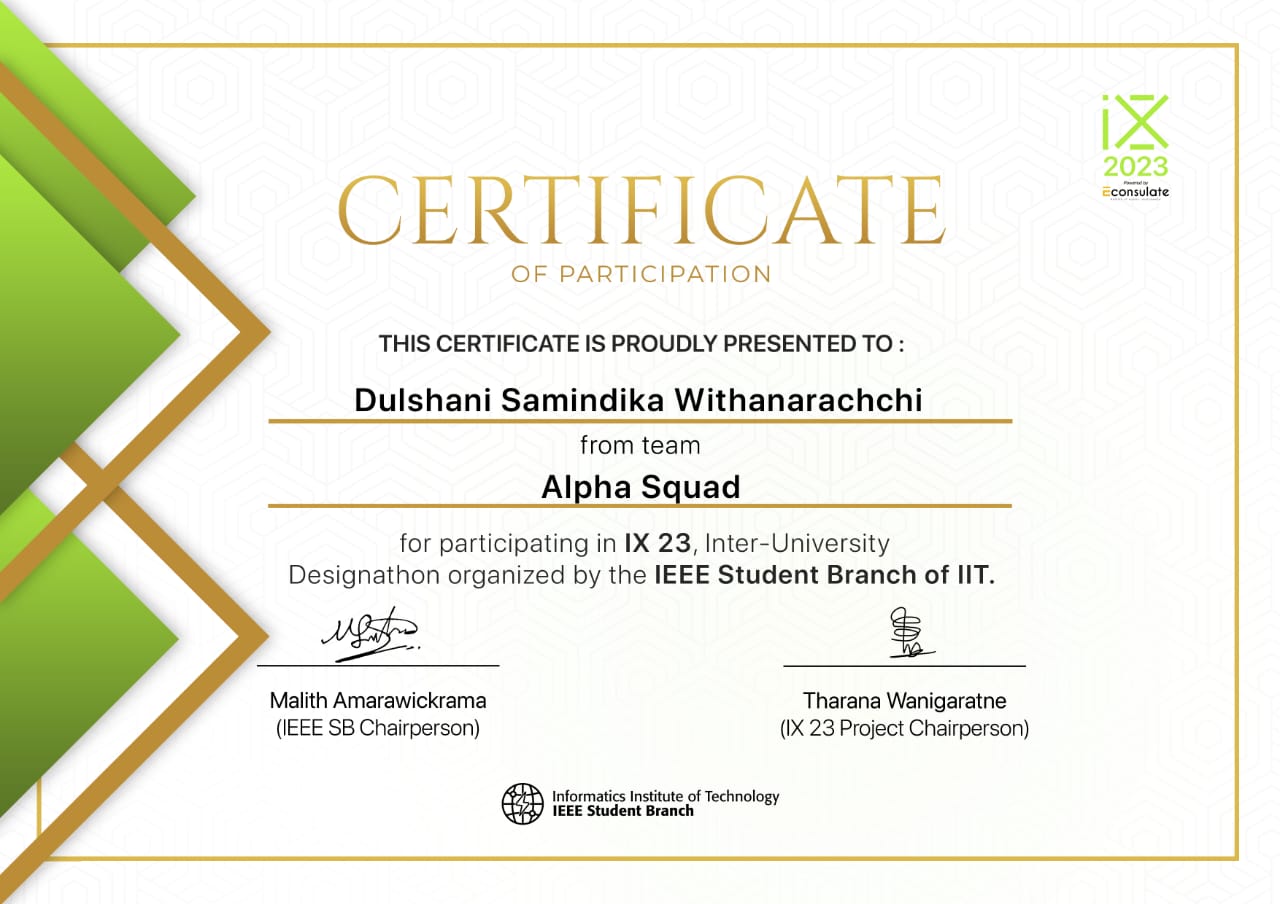 iX
2023
Powered by
Econsulate
CERTIFICATE
OF PARTICIPATION
THIS CERTIFICATE IS PROUDLY PRESENTED TO :
Dulshani Samindika Withanarachchi
from team
Alpha Squad
for participating in IX 23, Inter-University
Designathon organized by the IEEE Student Branch of IIT.
Malith Amarawickrama
(IEEE SB Chairperson)
Tharana Wanigaratne
(IX 23 Project Chairperson)
Informatics Institute of Technology
IEEE Student Branch